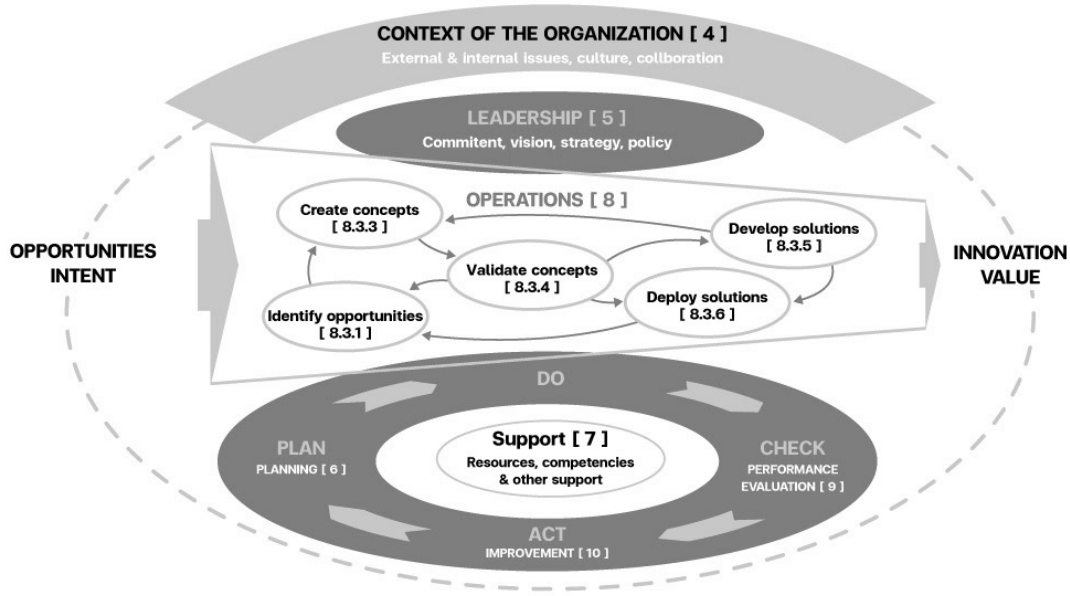 CONTEXT OF THE ORGANIZATION [ 4 ]
External & internal issues, culture, collboration
LEADERSHIP [ 5 ]
Commitent, vision, strategy, policy
OPERATIONS [ 8 ]
Create concepts
[ 8.3.3 ]
Develop solutions
[ 8.3.5 ]
OPPORTUNITIES
INTENT
Validate concepts
[ 8.3.4 ]
INNOVATION
VALUE
Identify opportunities
[ 8.3.1 ]
Deploy solutions
[ 8.3.6 ]
DO
PLAN
PLANNING [ 6 ]
Support [ 7 ]
Resources, competencies
& other support
CHECK
PERFORMANCE
EVALUATION [ 9 ]
ACT
IMPROVEMENT [ 10 ]